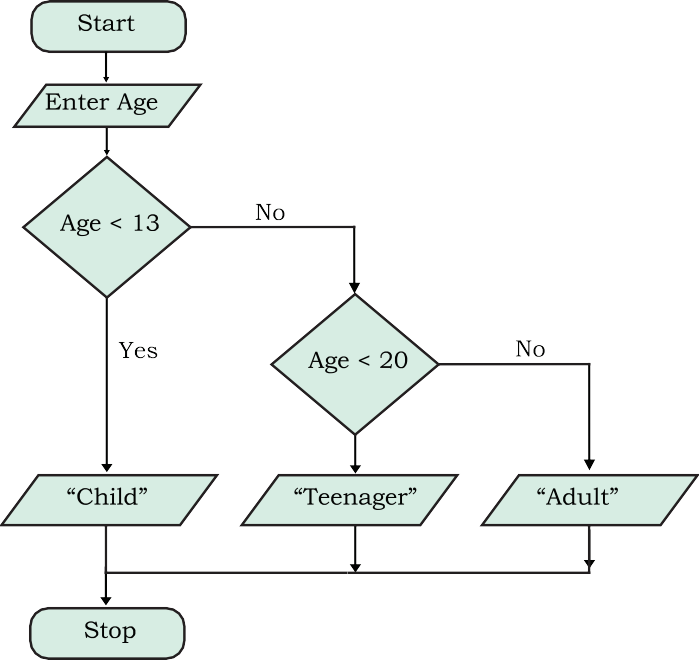 Start
Enter Age
Age < 13
No
Yes
Age < 20
No
“Child”
“Teenager”
“Adult”
Stop